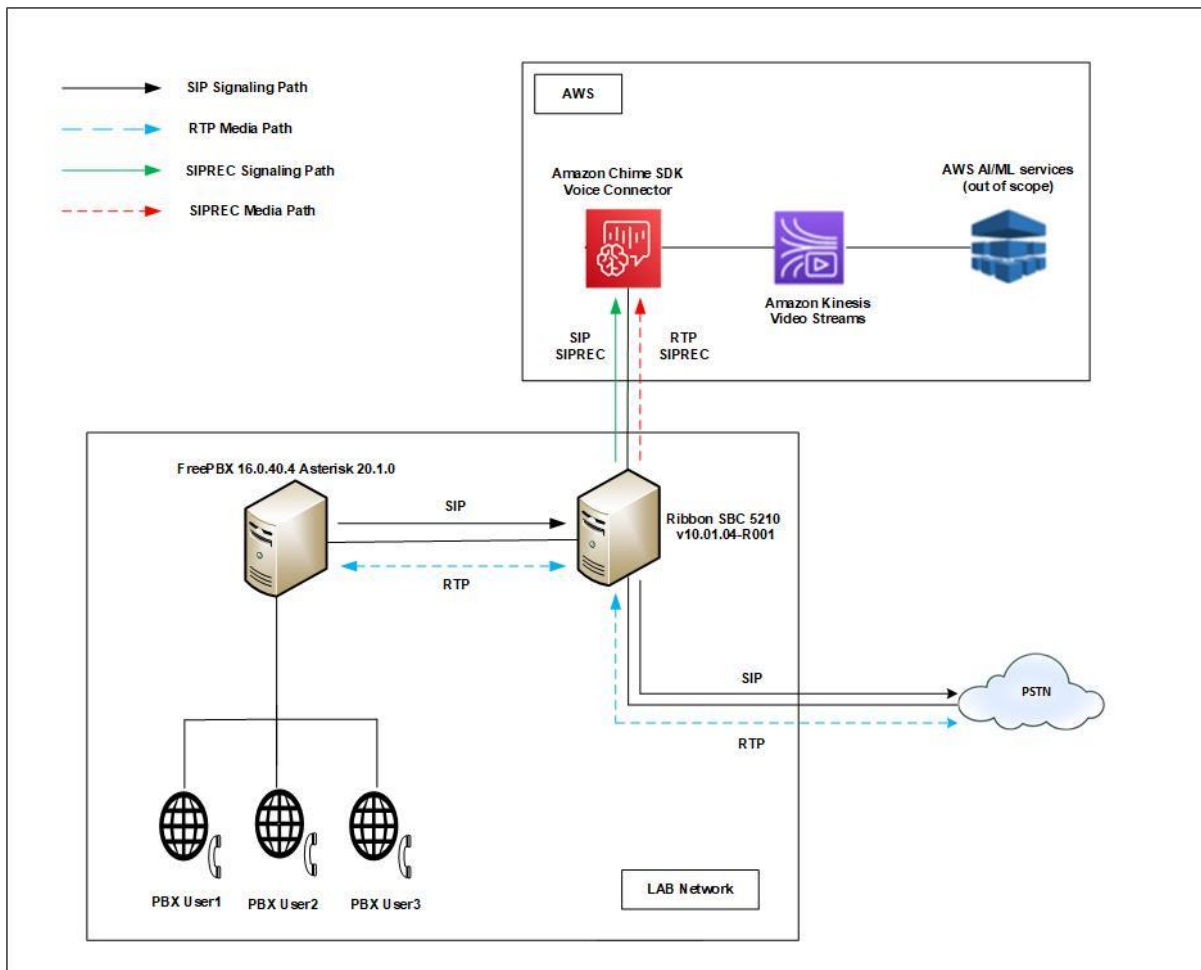 SIP Signaling Path
RTP Media Path
SIPREC Signaling Path
SIPREC Media Path
AWS
Amazon Chime SDK
Voice Connector
AWS AI/ML services
(out of scope)
Amazon Kinesis
Video Streams
SIP
SIPREC
RTP
SIPREC
FreePBX 16.0.40.4 Asterisk 20.1.0
SIP
Ribbon SBC 5210
v10.01.04-R001
RTP
SIP
PSTN
RTP
PBX User1
PBX User2
PBX User3
LAB Network